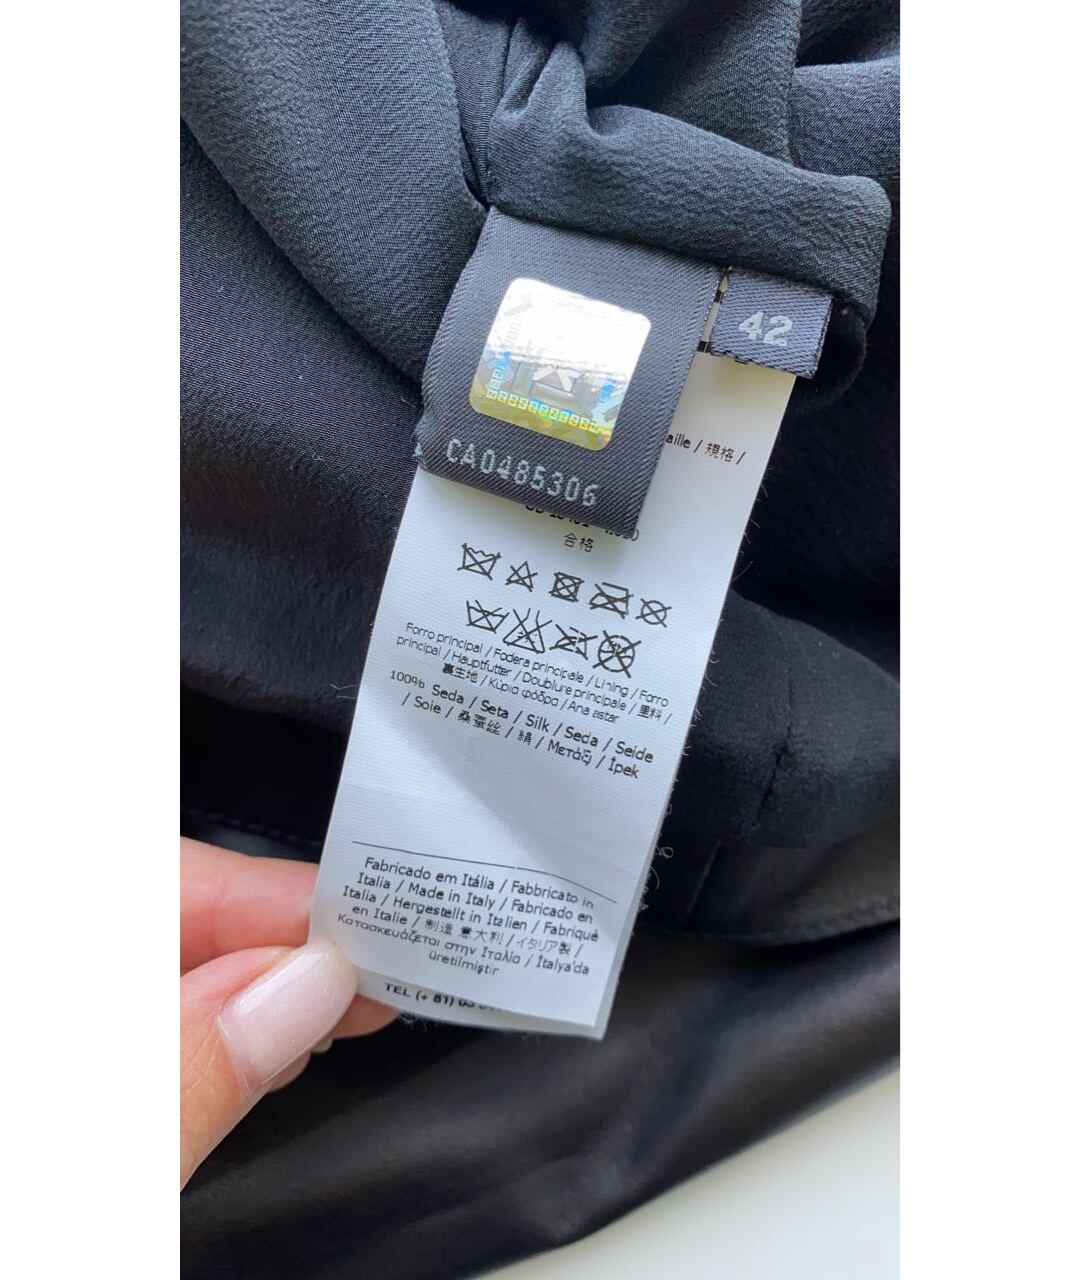 42
CA0485306
aille / 規格 /
合格
Forro principal / Fodera principale / Lining / Forro
principal / Hauptfutter / Doublure principale / 里料 /
裏生地 / Κύρια φόδρα / Ana astar
100% Seda / Seta / Silk / Seda / Seide
/ Soie / 桑蚕丝 / 絹 / Μετάξι / İpek
Fabricado em Itália / Fabbricato in
Italia / Made in Italy / Fabricado en
Italia / Hergestellt in Italien / Fabriqué
en Italie / 制造 意大利 / イタリア製 /
Κατασκευάζεται στην Ιταλία / İtalya'da
üretilmiştir
TEL (+ 81) 03